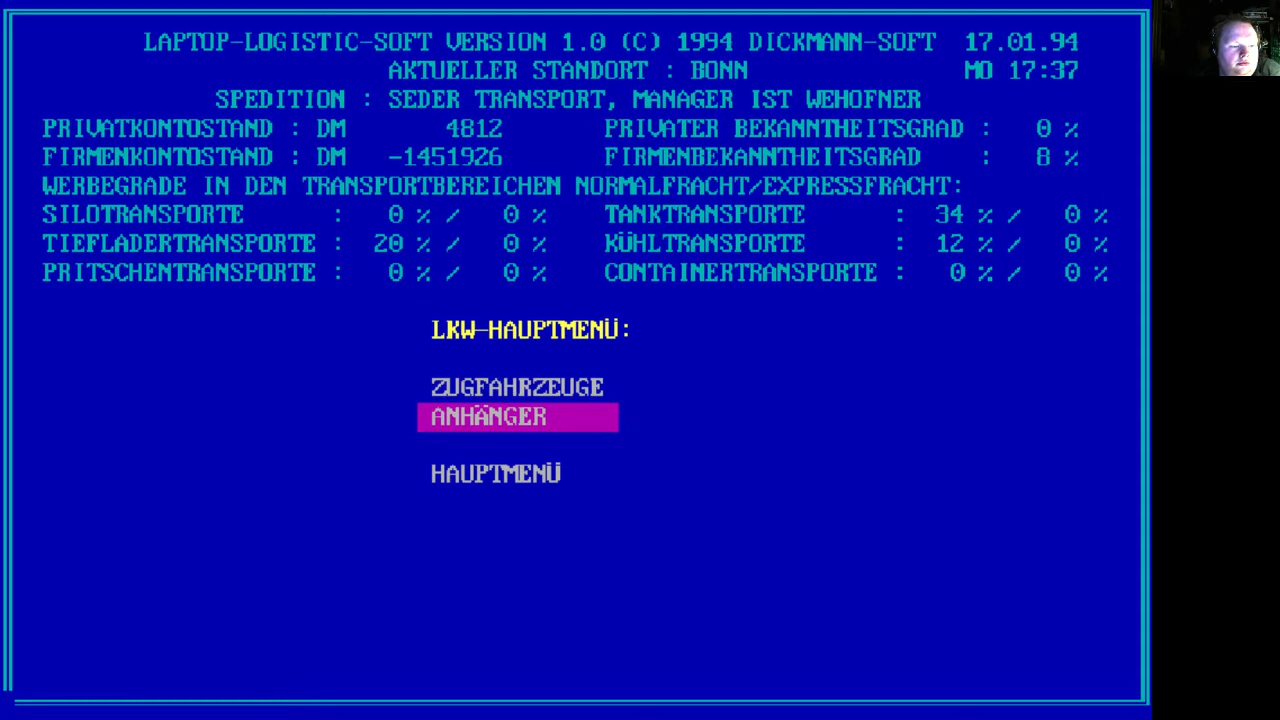 LAPTOP-LOGISTIC-SOFT VERSION 1.0 (C) 1994 DICKMANN-SOFT 17.01.94
AKTUELLER STANDORT : BONN MO 17:37
SPEDITION : SEDER TRANSPORT, MANAGER IST WEHOFNER
PRIVATKONTOSTAND : DM 4812 PRIVATER BEKANNTHEITSGRAD : 0 %
FIRMENKONTOSTAND : DM -1451926 FIRMENBEKANNTHEITSGRAD : 8 %
WERBEGRADE IN DEN TRANSPORTBEREICHEN NORMALFRACHT/EXPRESSFRACHT:
SILOTRANSPORTE : 0 % / 0 % TANKTRANSPORTE : 34 % / 0 %
TIEFLADERTRANSPORTE : 20 % / 0 % KÜHLTRANSPORTE : 12 % / 0 %
PRITSCHENTRANSPORTE : 0 % / 0 % CONTAINERTRANSPORTE : 0 % / 0 %
LKW-HAUPTMENÜ:
ZUGFAHRZEUGE
ANHÄNGER
HAUPTMENÜ